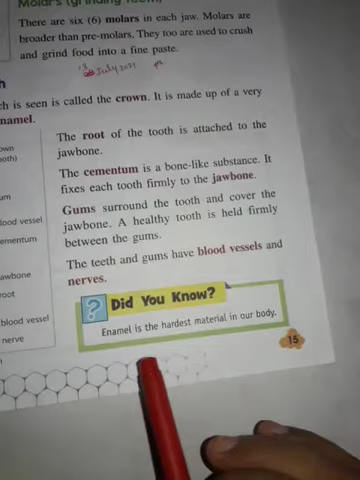 Molars (grinding teeth)
There are six (6) molars in each jaw. Molars are
broader than pre-molars. They too are used to crush
and grind food into a fine paste.
July 2021
ch is seen is called the crown. It is made up of a very
enamel.
The root of the tooth is attached to the
jawbone.
The cementum is a bone-like substance. It
fixes each tooth firmly to the jawbone.
Gums surround the tooth and cover the
jawbone. A healthy tooth is held firmly
between the gums.
The teeth and gums have blood vessels and
nerves.
own
ooth)
um
lood vessel
ementum
awbone
root
blood vessel
nerve
? Did You Know?
Enamel is the hardest material in our body.
15